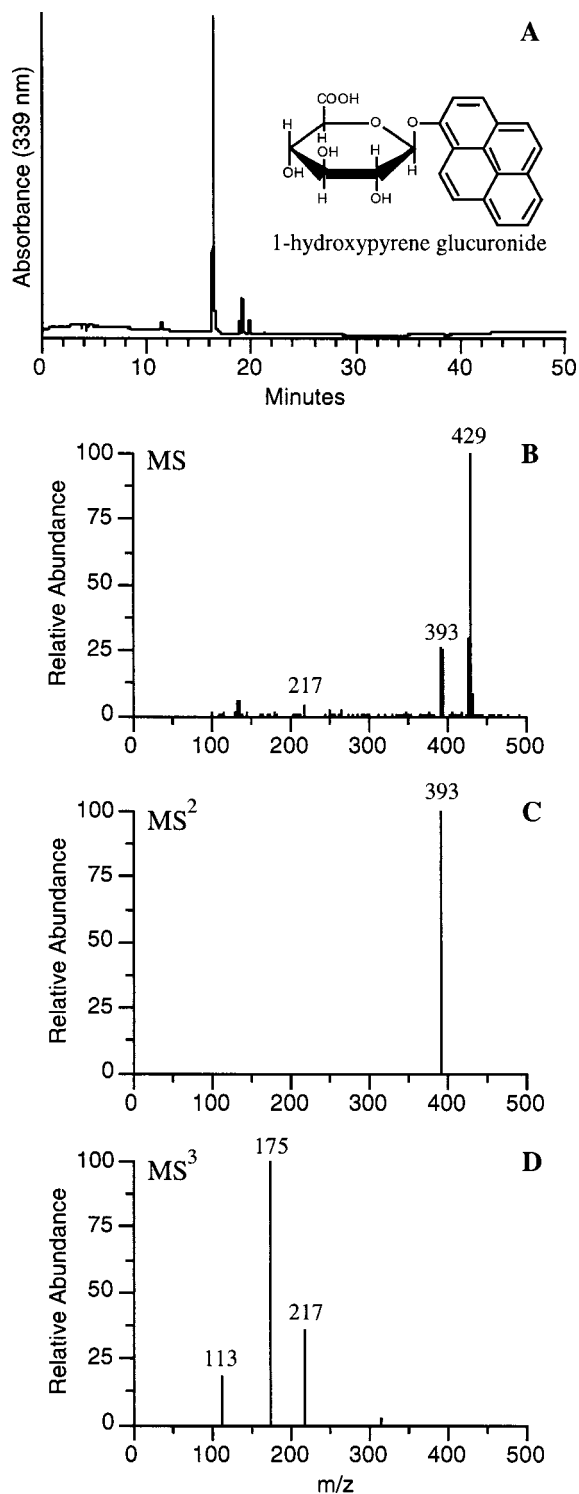 A
Absorbance (339 nm)
COOH
H
O
O
H
OH
H
OH
H
H
OH
1-hydroxypyrene glucuronide
0 10 20 30 40 50
Minutes
429
100 MS B
75
Relative Abundance
50
393
25
217
0
0 100 200 300 400 500
393
100 MS2 C
75
Relative Abundance
50
25
0
0 100 200 300 400 500
175
100 MS3 D
75
Relative Abundance
50
217
25
113
0
0 100 200 300 400 500
m/z